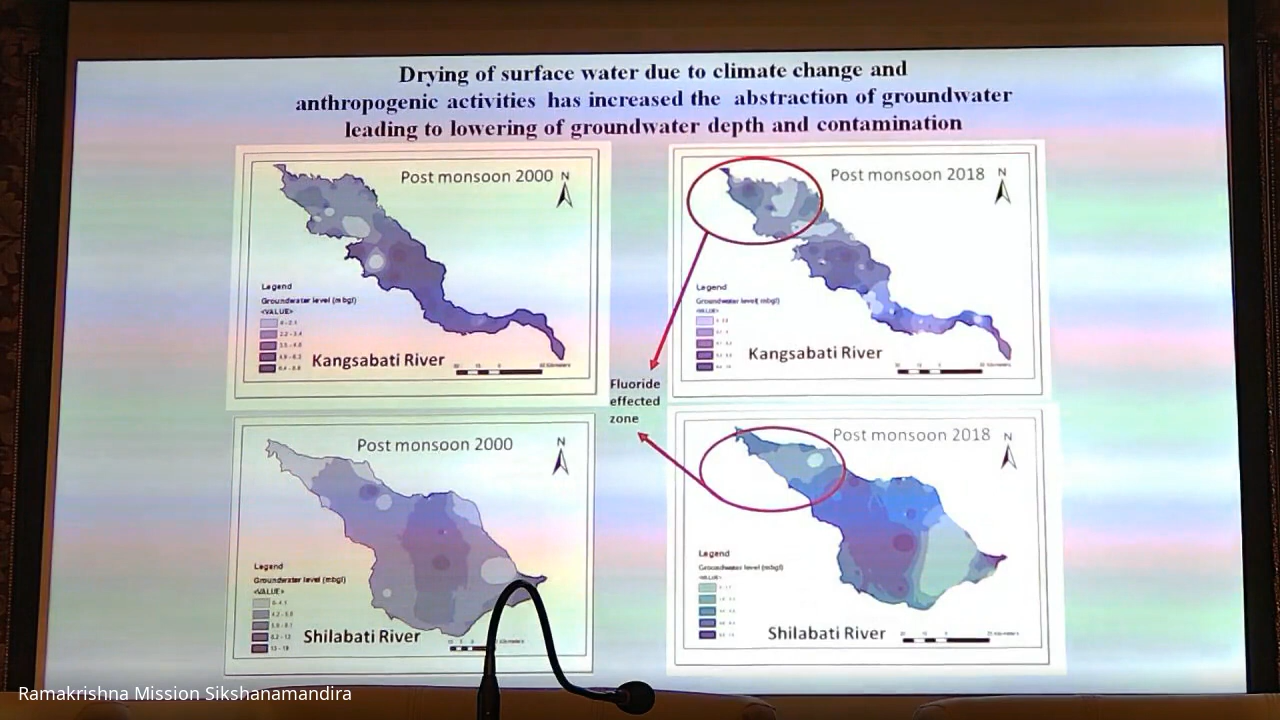 Drying of surface water due to climate change and
anthropogenic activities has increased the abstraction of groundwater
leading to lowering of groundwater depth and contamination
Post monsoon 2000
N
Legend
Groundwater level (mbgl)
<VALUE>
Kangsabati River
Post monsoon 2018
N
Legend
Groundwater level (mbgl)
<VALUE>
Kangsabati River
Fluoride
effected
zone
Post monsoon 2000
N
Legend
Groundwater level (mbgl)
<VALUE>
Shilabati River
Post monsoon 2018
N
Legend
Groundwater level (mbgl)
<VALUE>
Shilabati River
Ramakrishna Mission Sikshanamandira